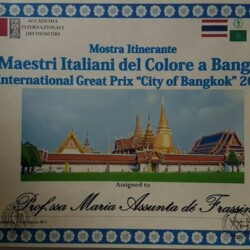 ACCADEMIA
INTERNAZIONALE
DEI DIOSCURI
Mostra Itinerante
Maestri Italiani del Colore a Bang
International Great Prix "City of Bangkok" 20
Assigned to
Prof.ssa Maria Assunta de Frassin